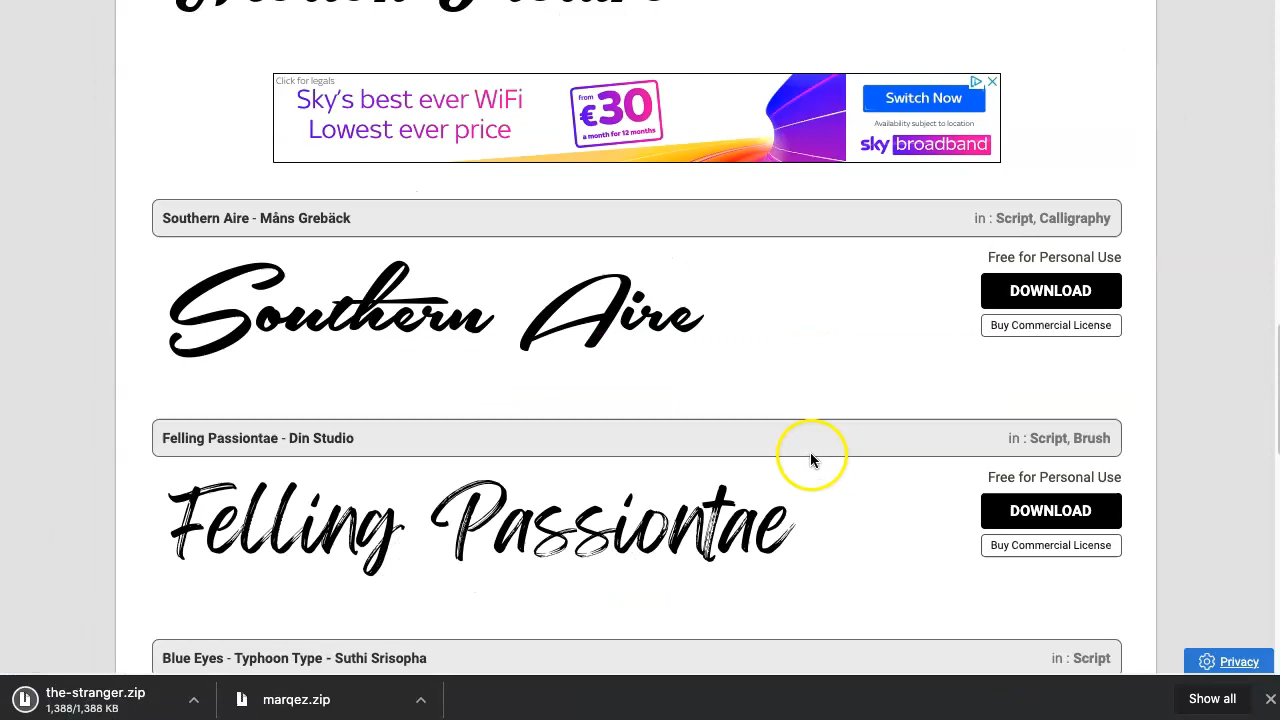 Click for legals
Sky's best ever WiFi
Lowest ever price
from
€30
a month for 12 months
Switch Now
Availability subject to location
sky broadband
Southern Aire - Måns Grebäck
in : Script, Calligraphy
Southern Aire
Free for Personal Use
DOWNLOAD
Buy Commercial License
Felling Passiontae - Din Studio
in : Script, Brush
Felling Passiontae
Free for Personal Use
DOWNLOAD
Buy Commercial License
Blue Eyes - Typhoon Type - Suthi Srisopha
in : Script
Privacy
the-stranger.zip
1,388/1,388 KB
marqez.zip
Show all